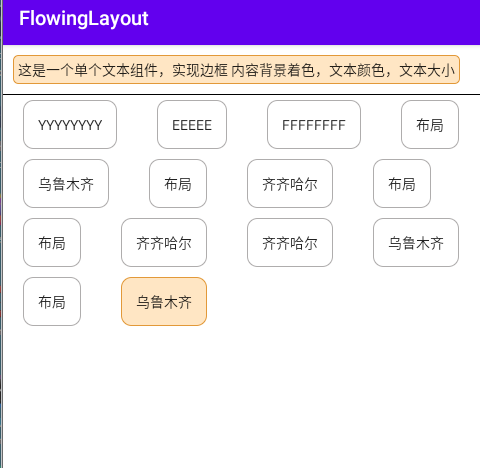 FlowingLayout
这是一个单个文本组件，实现边框 内容背景着色，文本颜色，文本大小
YYYYYYYY EEEEE FFFFFFFF 布局
乌鲁木齐 布局 齐齐哈尔 布局
布局 齐齐哈尔 齐齐哈尔 乌鲁木齐
布局 乌鲁木齐